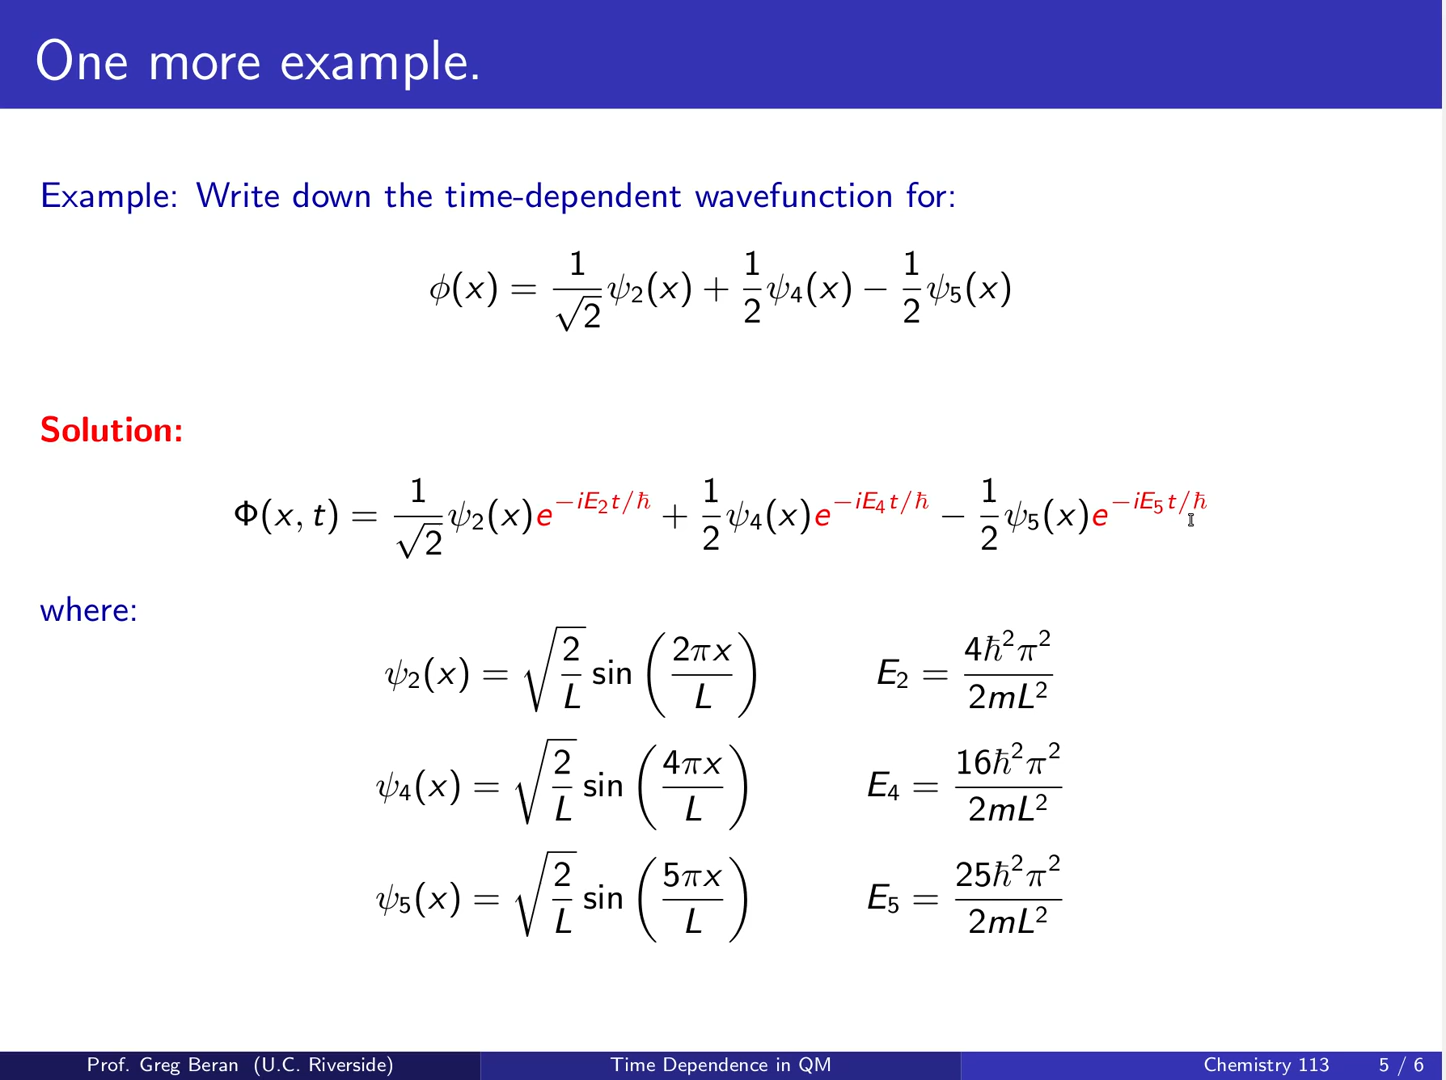 One more example.
Example: Write down the time-dependent wavefunction for:
ϕ(x) = 1/√2 ψ₂(x) + 1/2 ψ₄(x) − 1/2 ψ₅(x)
Solution:
Φ(x, t) = 1/√2 ψ₂(x)e^{−iE₂t/ℏ} + 1/2 ψ₄(x)e^{−iE₄t/ℏ} − 1/2 ψ₅(x)e^{−iE₅t/ℏ}
where:
ψ₂(x) = √(2/L) sin (2πx/L) E₂ = 4ℏ²π²/2mL²
ψ₄(x) = √(2/L) sin (4πx/L) E₄ = 16ℏ²π²/2mL²
ψ₅(x) = √(2/L) sin (5πx/L) E₅ = 25ℏ²π²/2mL²
Prof. Greg Beran (U.C. Riverside) Time Dependence in QM Chemistry 113 5 / 6